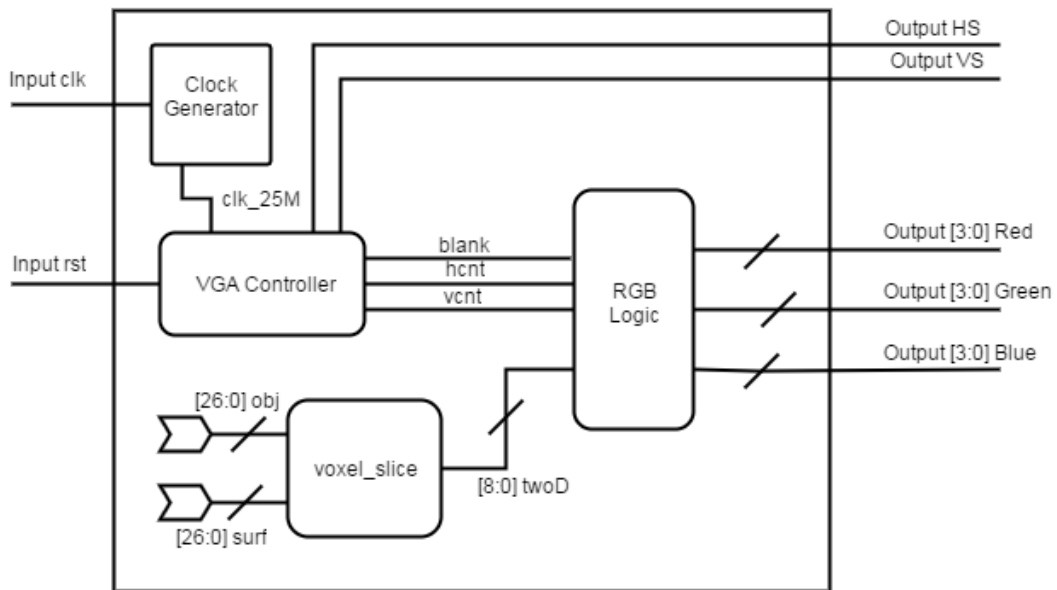 Output HS
Output VS
Input clk
Clock
Generator
clk_25M
Input rst
VGA Controller
blank
hcnt
vcnt
RGB
Logic
Output [3:0] Red
Output [3:0] Green
Output [3:0] Blue
[26:0] obj
voxel_slice
[8:0] twoD
[26:0] surf